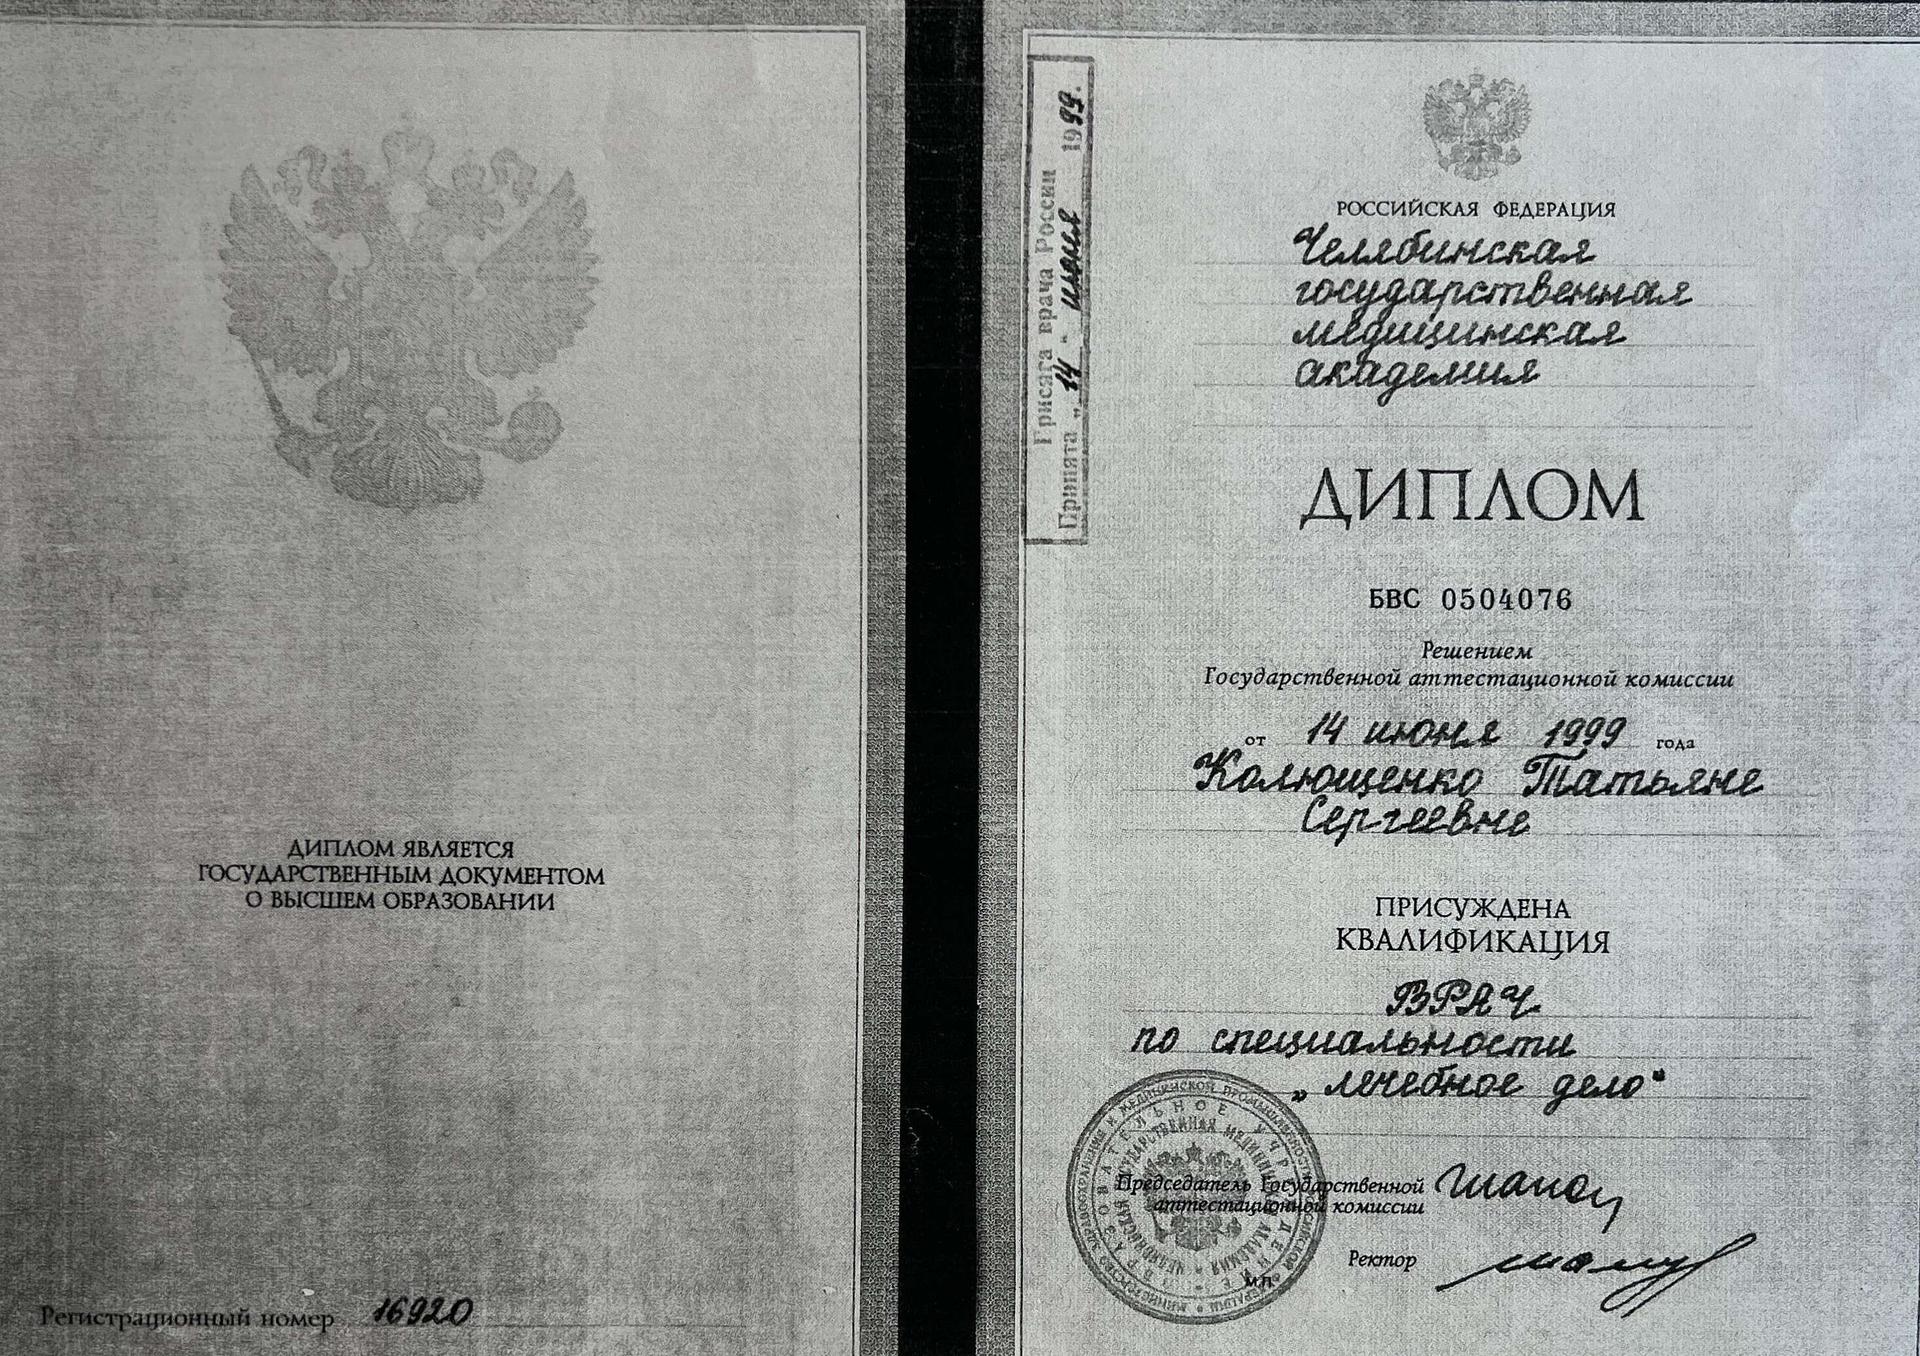 ДИПЛОМ ЯВЛЯЕТСЯ
ГОСУДАРСТВЕННЫМ ДОКУМЕНТОМ
О ВЫСШЕМ ОБРАЗОВАНИИ
Регистрационный номер 16920
Присяга врача России
Принята „14" июня 1999.
РОССИЙСКАЯ ФЕДЕРАЦИЯ
Челябинская
государственная
медицинская
академия
ДИПЛОМ
БВС 0504076
Решением
Государственной аттестационной комиссии
от 14 июня 1999 года
Колющенко Татьяне
Сергеевне
ПРИСУЖДЕНА
КВАЛИФИКАЦИЯ
ВРАЧ
по специальности
„лечебное дело"
Председатель Государственной
аттестационной комиссии
Ректор
М.П.